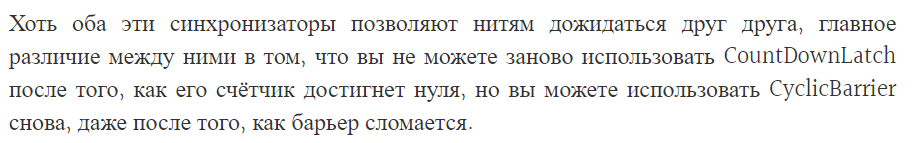 Хоть оба эти синхронизаторы позволяют нитям дожидаться друг друга, главное
различие между ними в том, что вы не можете заново использовать CountDownLatch
после того, как его счётчик достигнет нуля, но вы можете использовать CyclicBarrier
снова, даже после того, как барьер сломается.